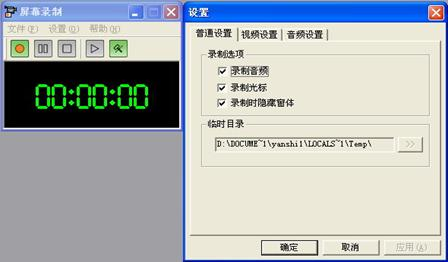 屏幕录制
文件(F) 设置(O) 帮助(H)
00:00:00
设置
普通设置 视频设置 音频设置
录制选项
录制音频
录制光标
录制时隐藏窗体
临时目录
D:\DOCUME~1\yanshi1\LOCALS~1\Temp\ >>
确定 取消 应用(A)